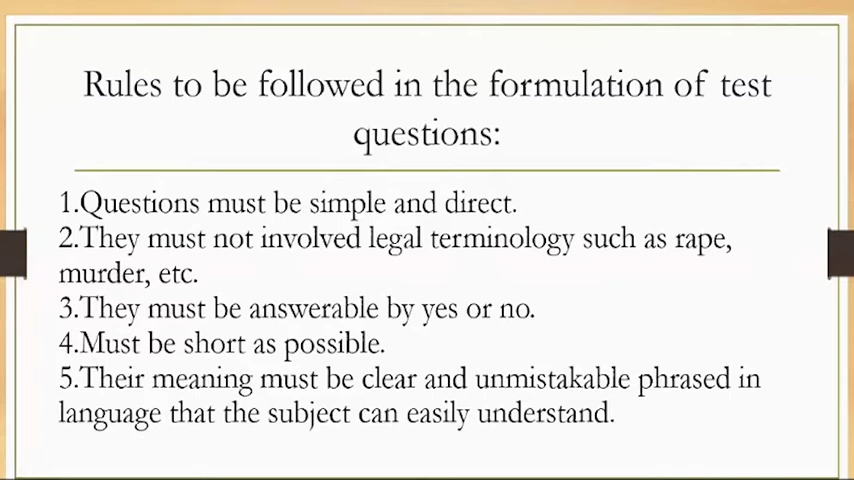 Rules to be followed in the formulation of test
questions:
1.Questions must be simple and direct.
2.They must not involved legal terminology such as rape,
murder, etc.
3.They must be answerable by yes or no.
4.Must be short as possible.
5.Their meaning must be clear and unmistakable phrased in
language that the subject can easily understand.